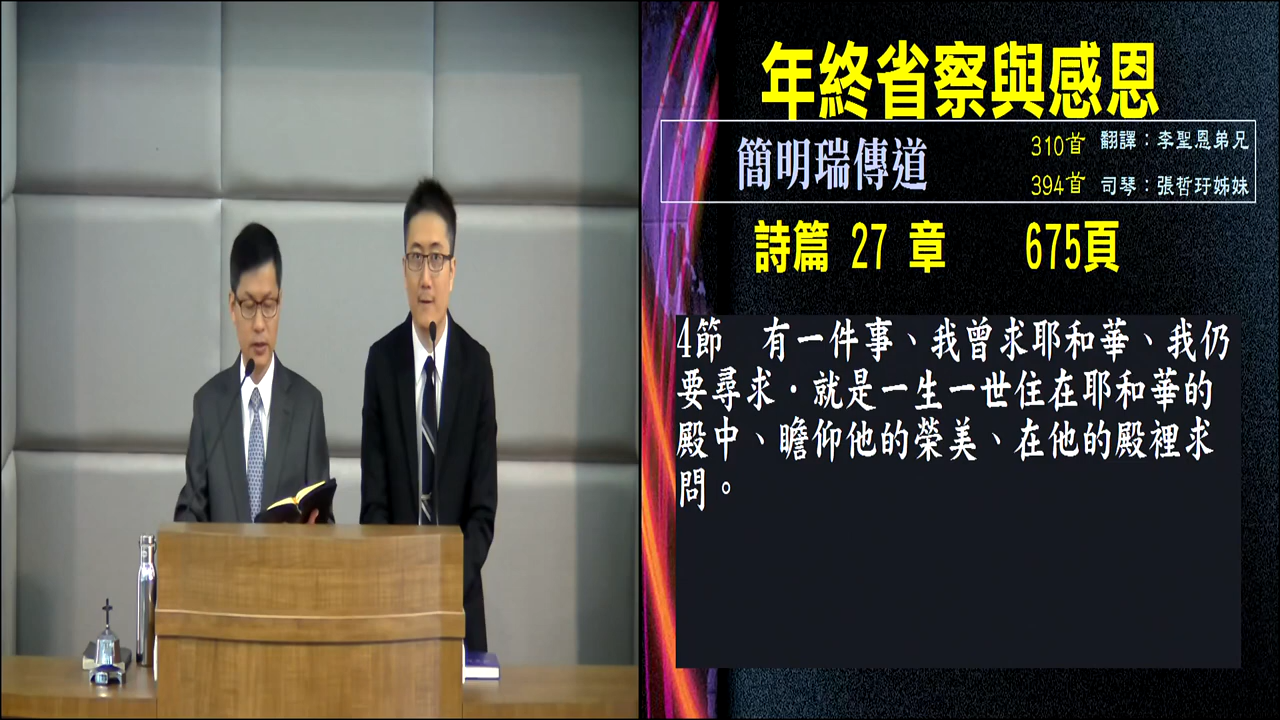 年終省察與感恩
簡明瑞傳道
310首 翻譯：李聖恩弟兄
394首 司琴：張哲玗姊妹
詩篇 27 章 675頁
4節 有一件事、我曾求耶和華、我仍
要尋求．就是一生一世住在耶和華的
殿中、瞻仰他的榮美、在他的殿裡求
問。